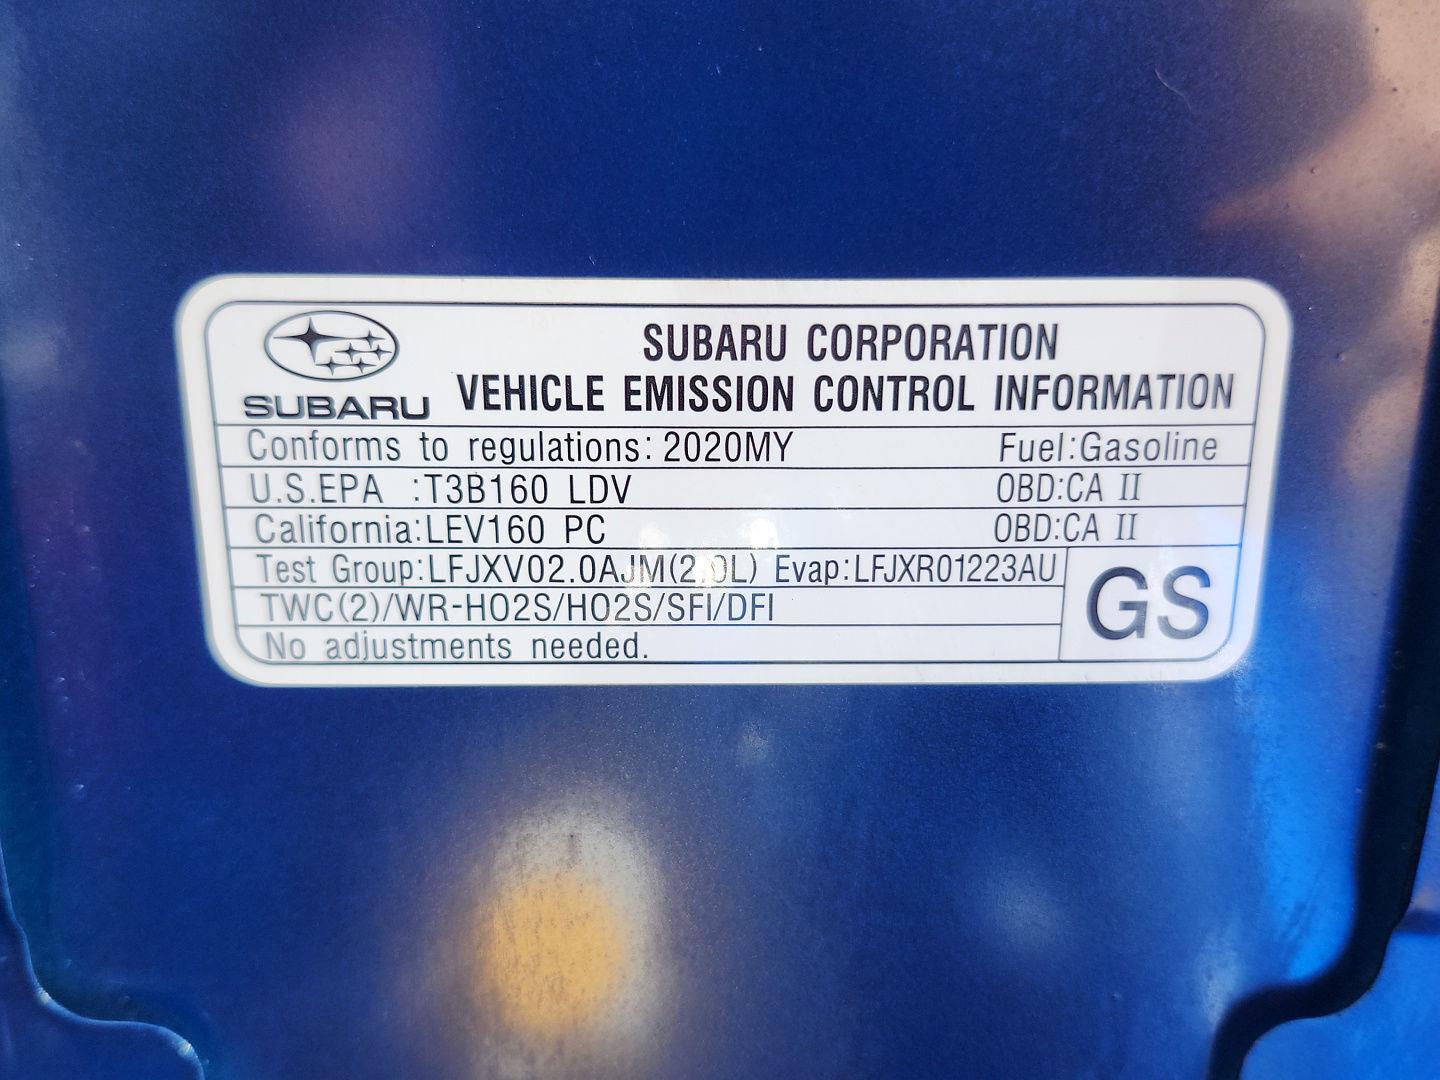 SUBARU CORPORATION
SUBARU VEHICLE EMISSION CONTROL INFORMATION
Conforms to regulations: 2020MY Fuel:Gasoline
U.S.EPA :T3B160 LDV OBD:CA II
California:LEV160 PC OBD:CA II
Test Group:LFJXV02.0AJM(2.0L) Evap:LFJXR01223AU
TWC(2)/WR-HO2S/HO2S/SFI/DFI
GS
No adjustments needed.